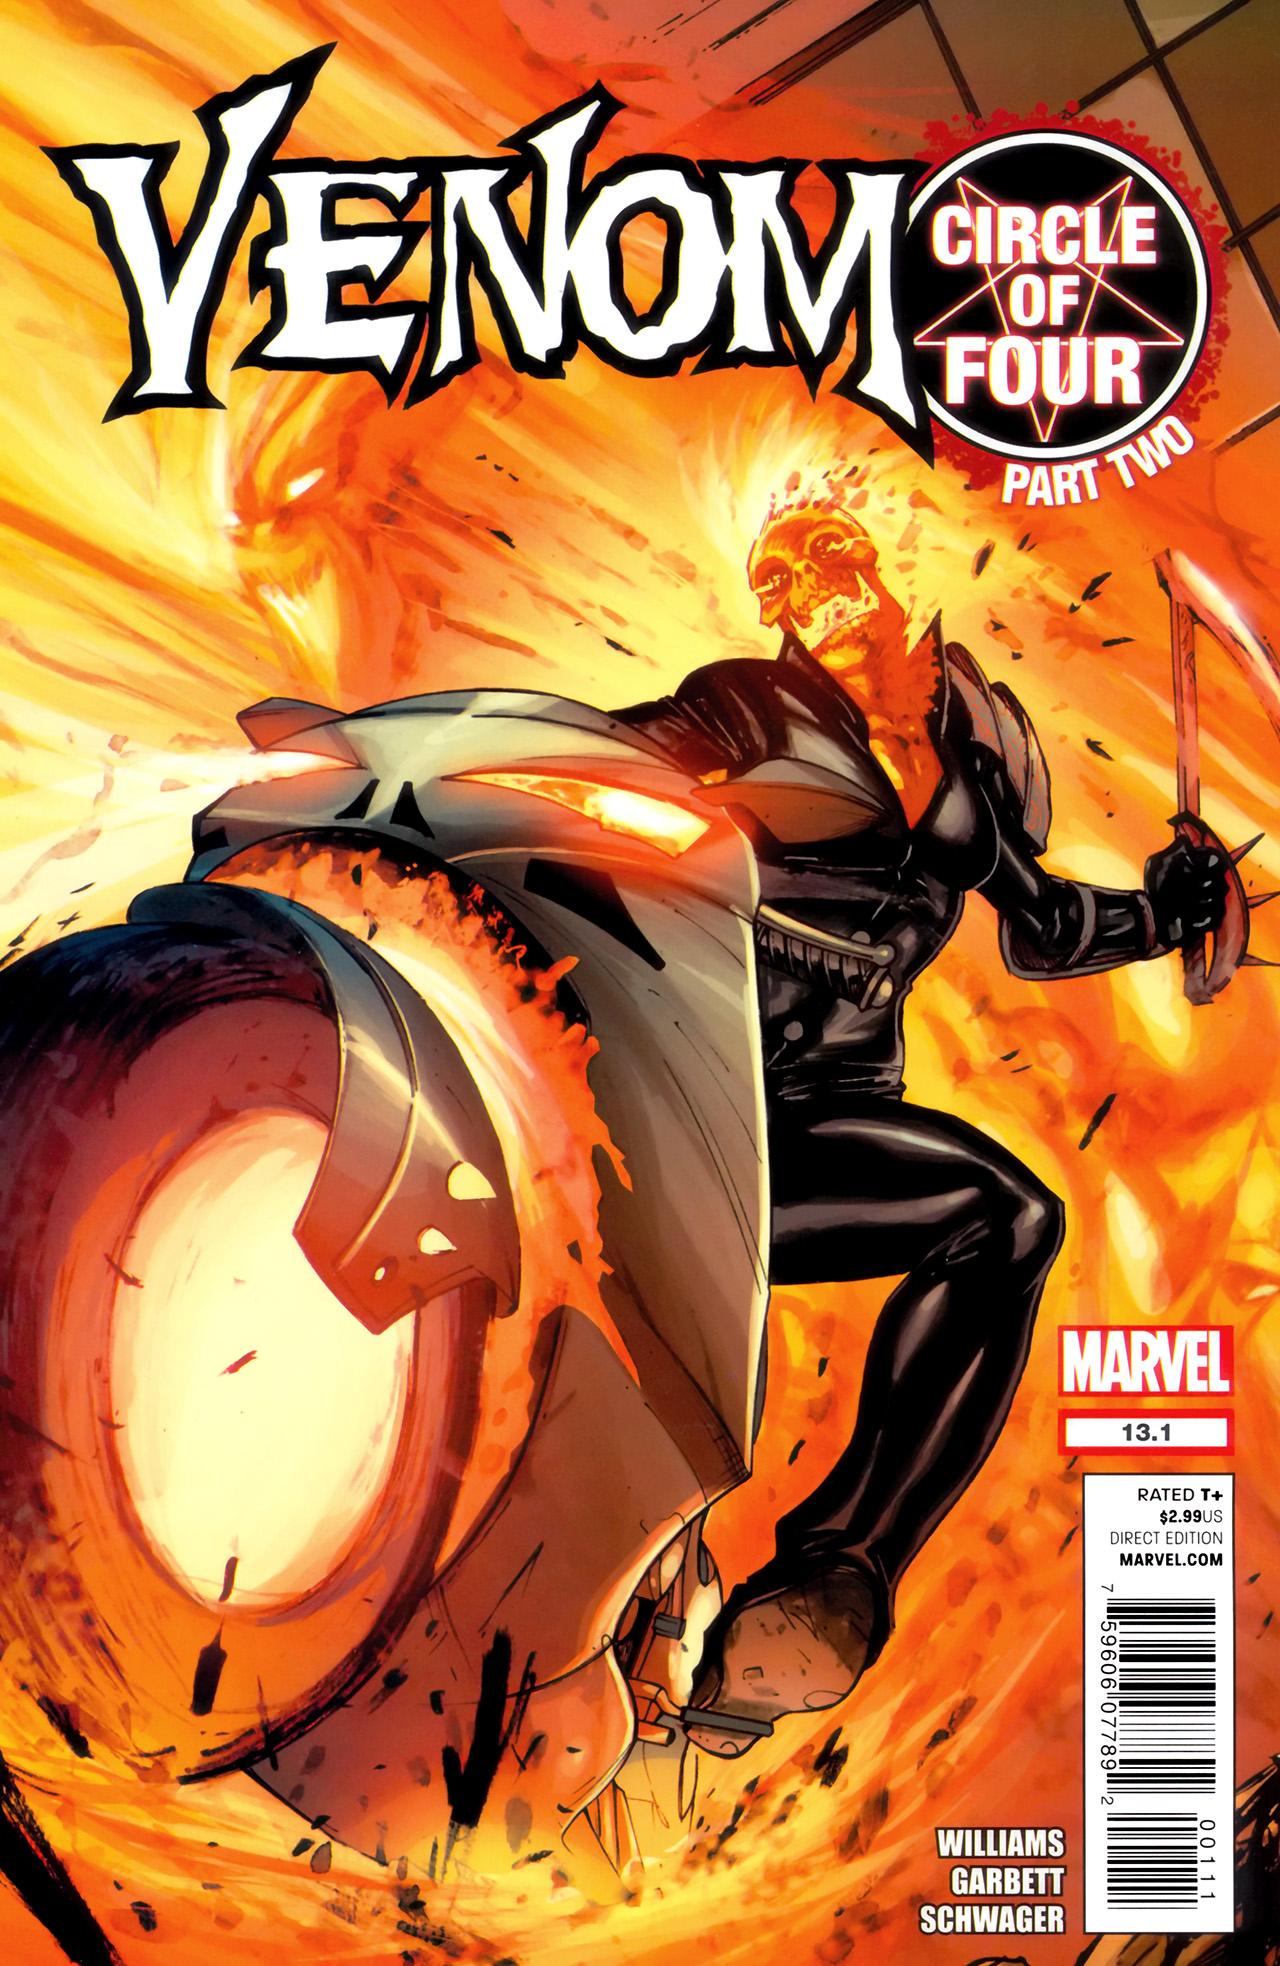 VENOM
CIRCLE
OF
FOUR
PART TWO
MARVEL
13.1
RATED T+
$2.99US
DIRECT EDITION
MARVEL.COM
7 59606 07789 2
00111
WILLIAMS
GARBETT
SCHWAGER